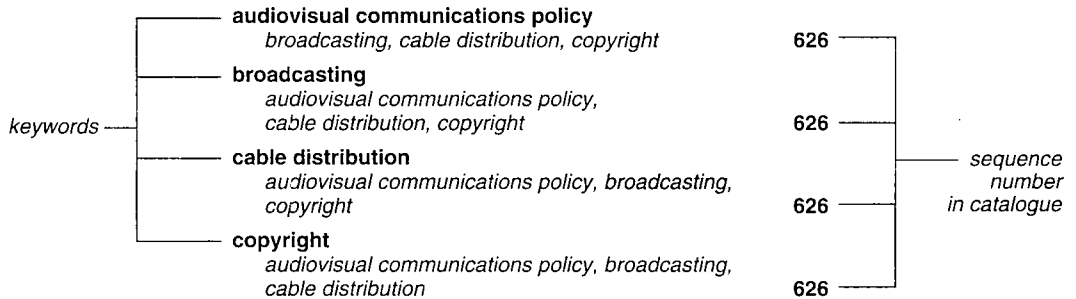 audiovisual communications policy
broadcasting, cable distribution, copyright 626
broadcasting
audiovisual communications policy,
cable distribution, copyright 626
keywords
cable distribution
audiovisual communications policy, broadcasting,
copyright 626
sequence
number
in catalogue
copyright
audiovisual communications policy, broadcasting,
cable distribution 626